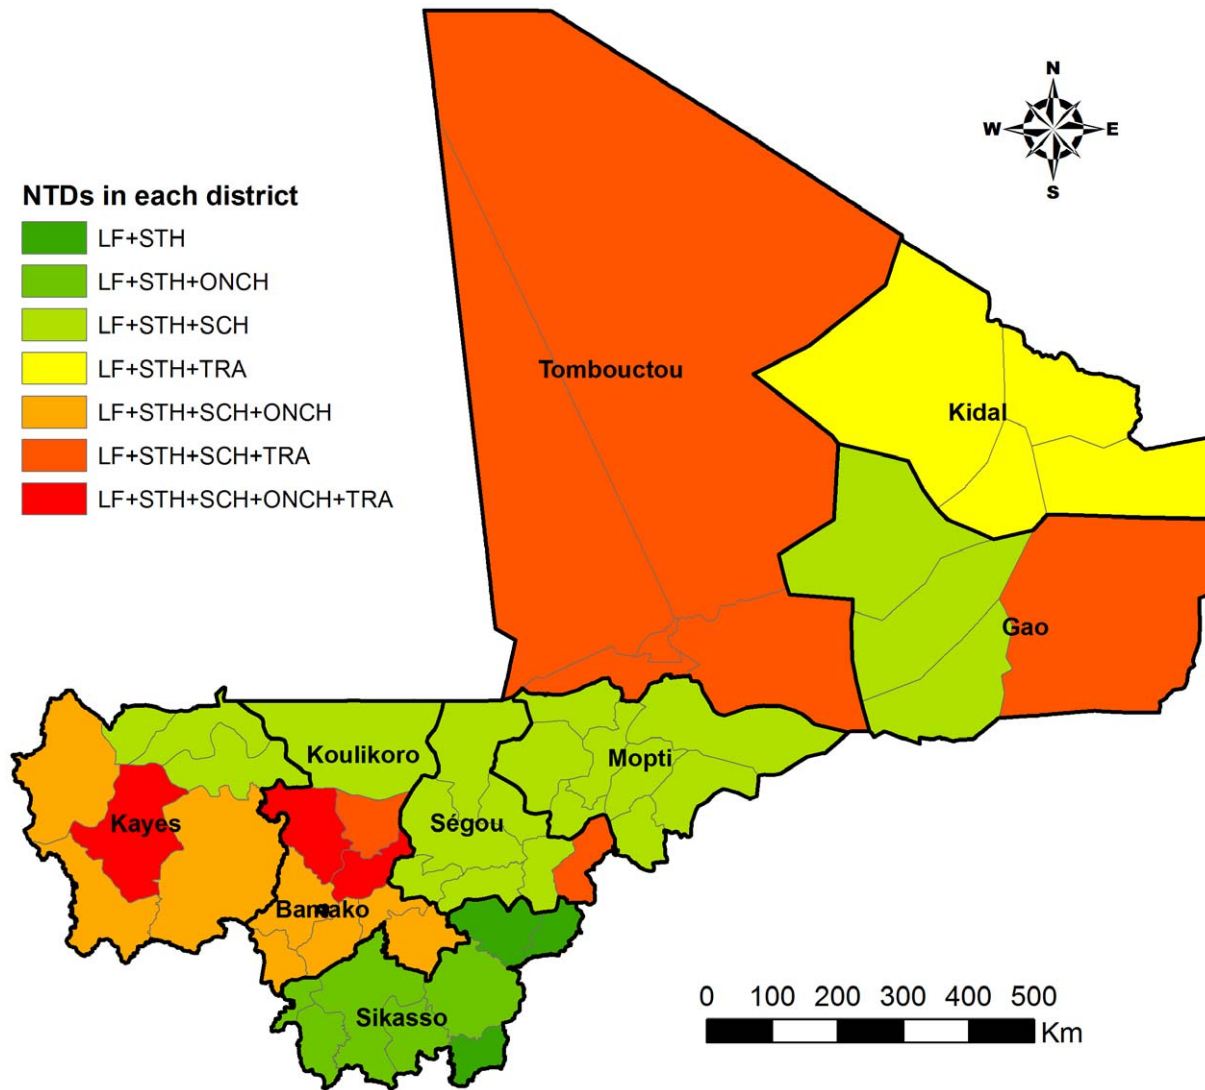 N
W E
S
NTDs in each district
LF+STH
LF+STH+ONCH
LF+STH+SCH
LF+STH+TRA
LF+STH+SCH+ONCH
LF+STH+SCH+TRA
LF+STH+SCH+ONCH+TRA
Tombouctou
Kidal
Gao
Koulikoro
Mopti
Kayes
Ségou
Bamako
Sikasso
0 100 200 300 400 500
Km